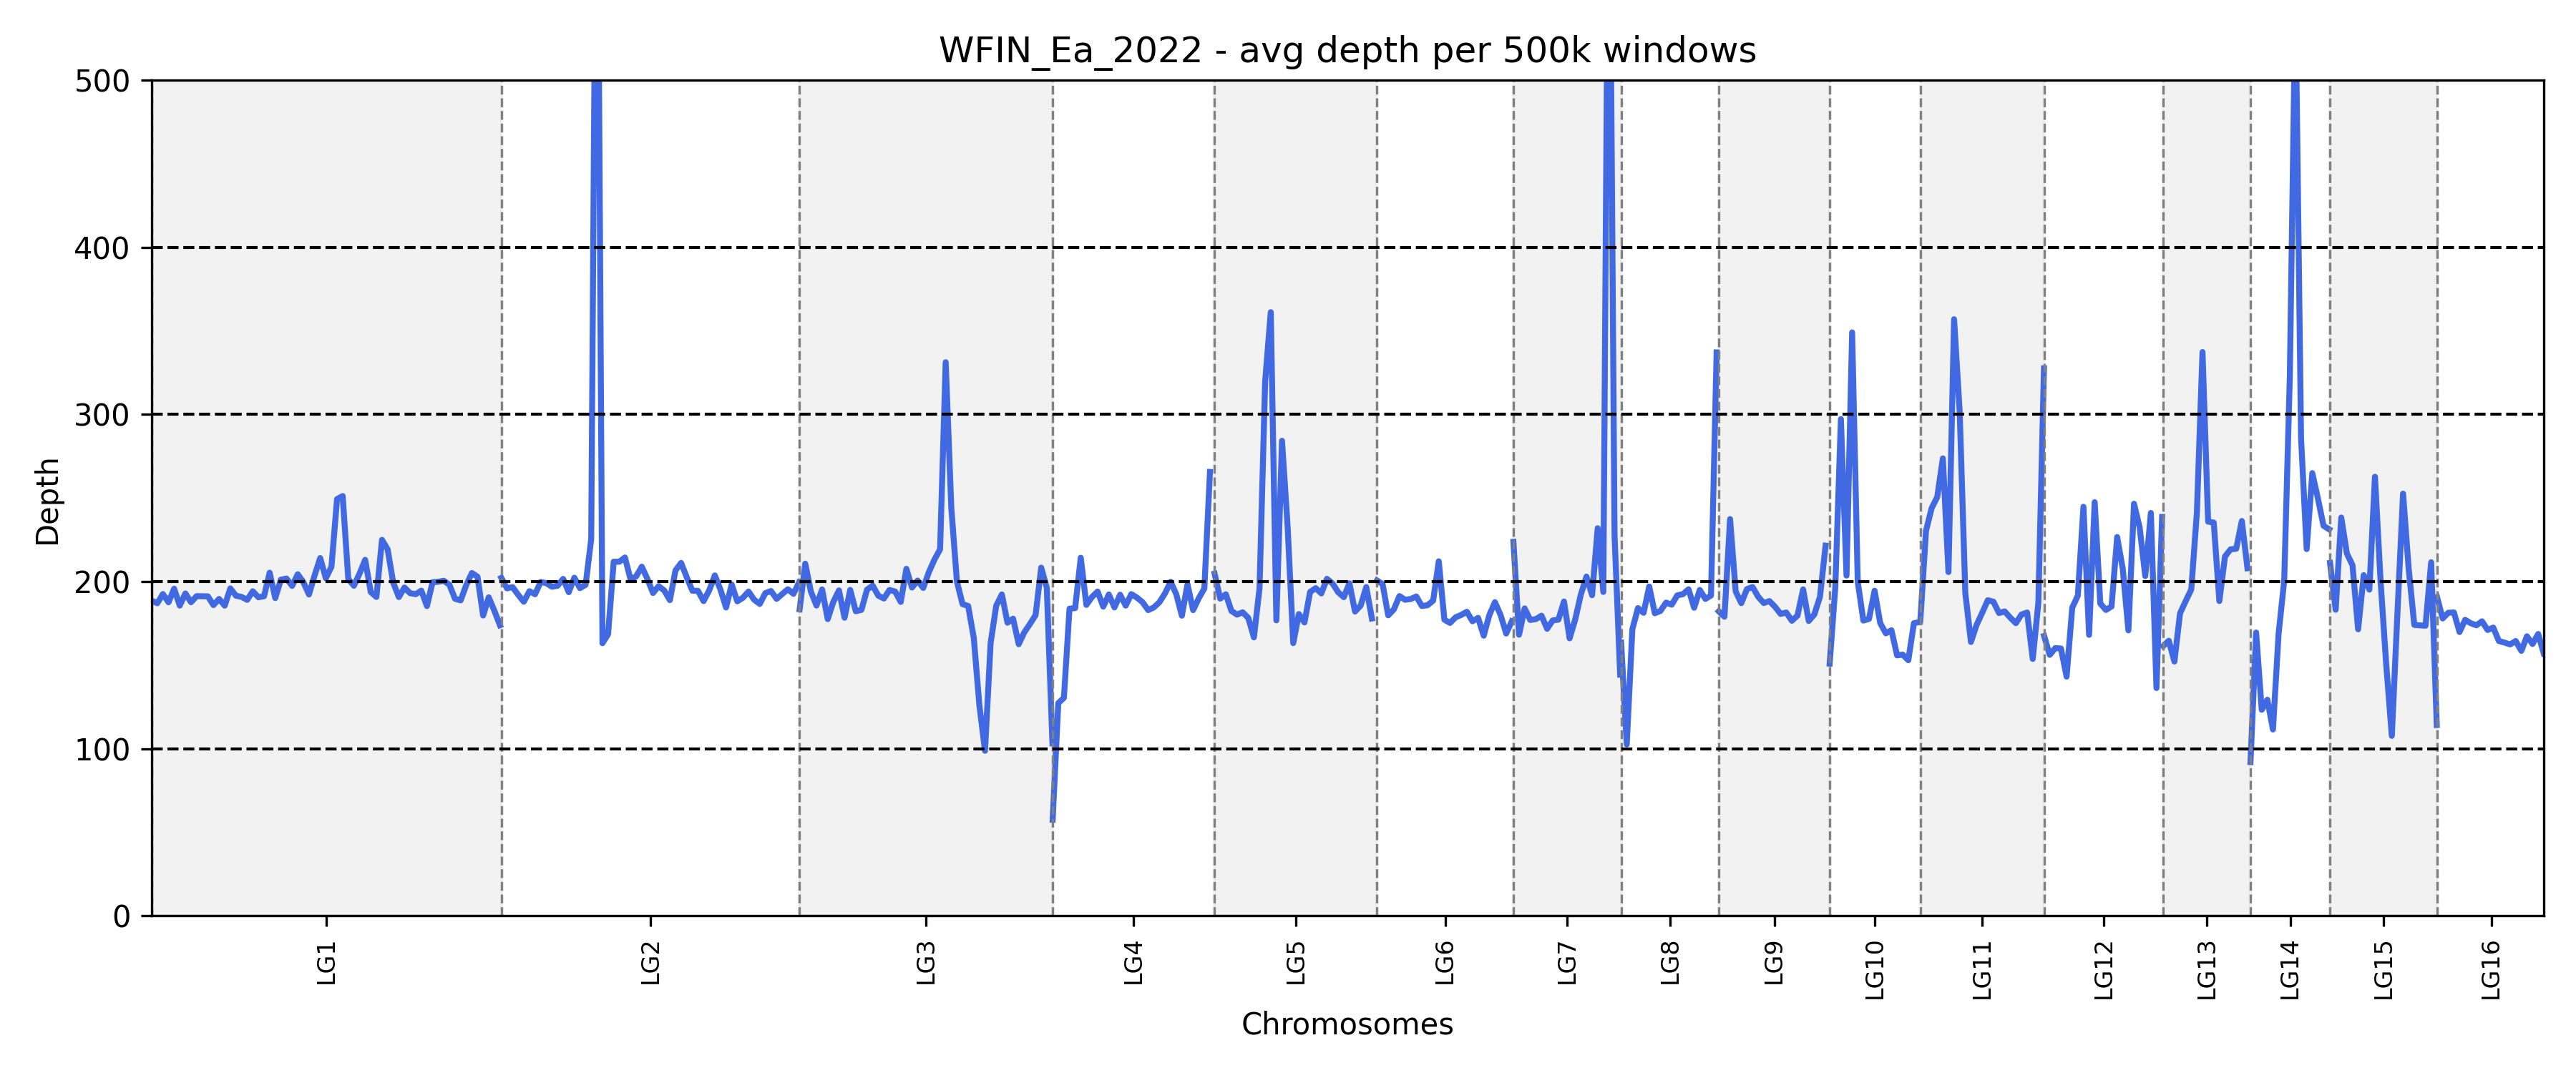 WFIN_Ea_2022 - avg depth per 500k windows
500
400
300
200
100
0
Depth
LG1
LG2
LG3
LG4
LG5
LG6
LG7
LG8
LG9
LG10
LG11
LG12
LG13
LG14
LG15
LG16
Chromosomes